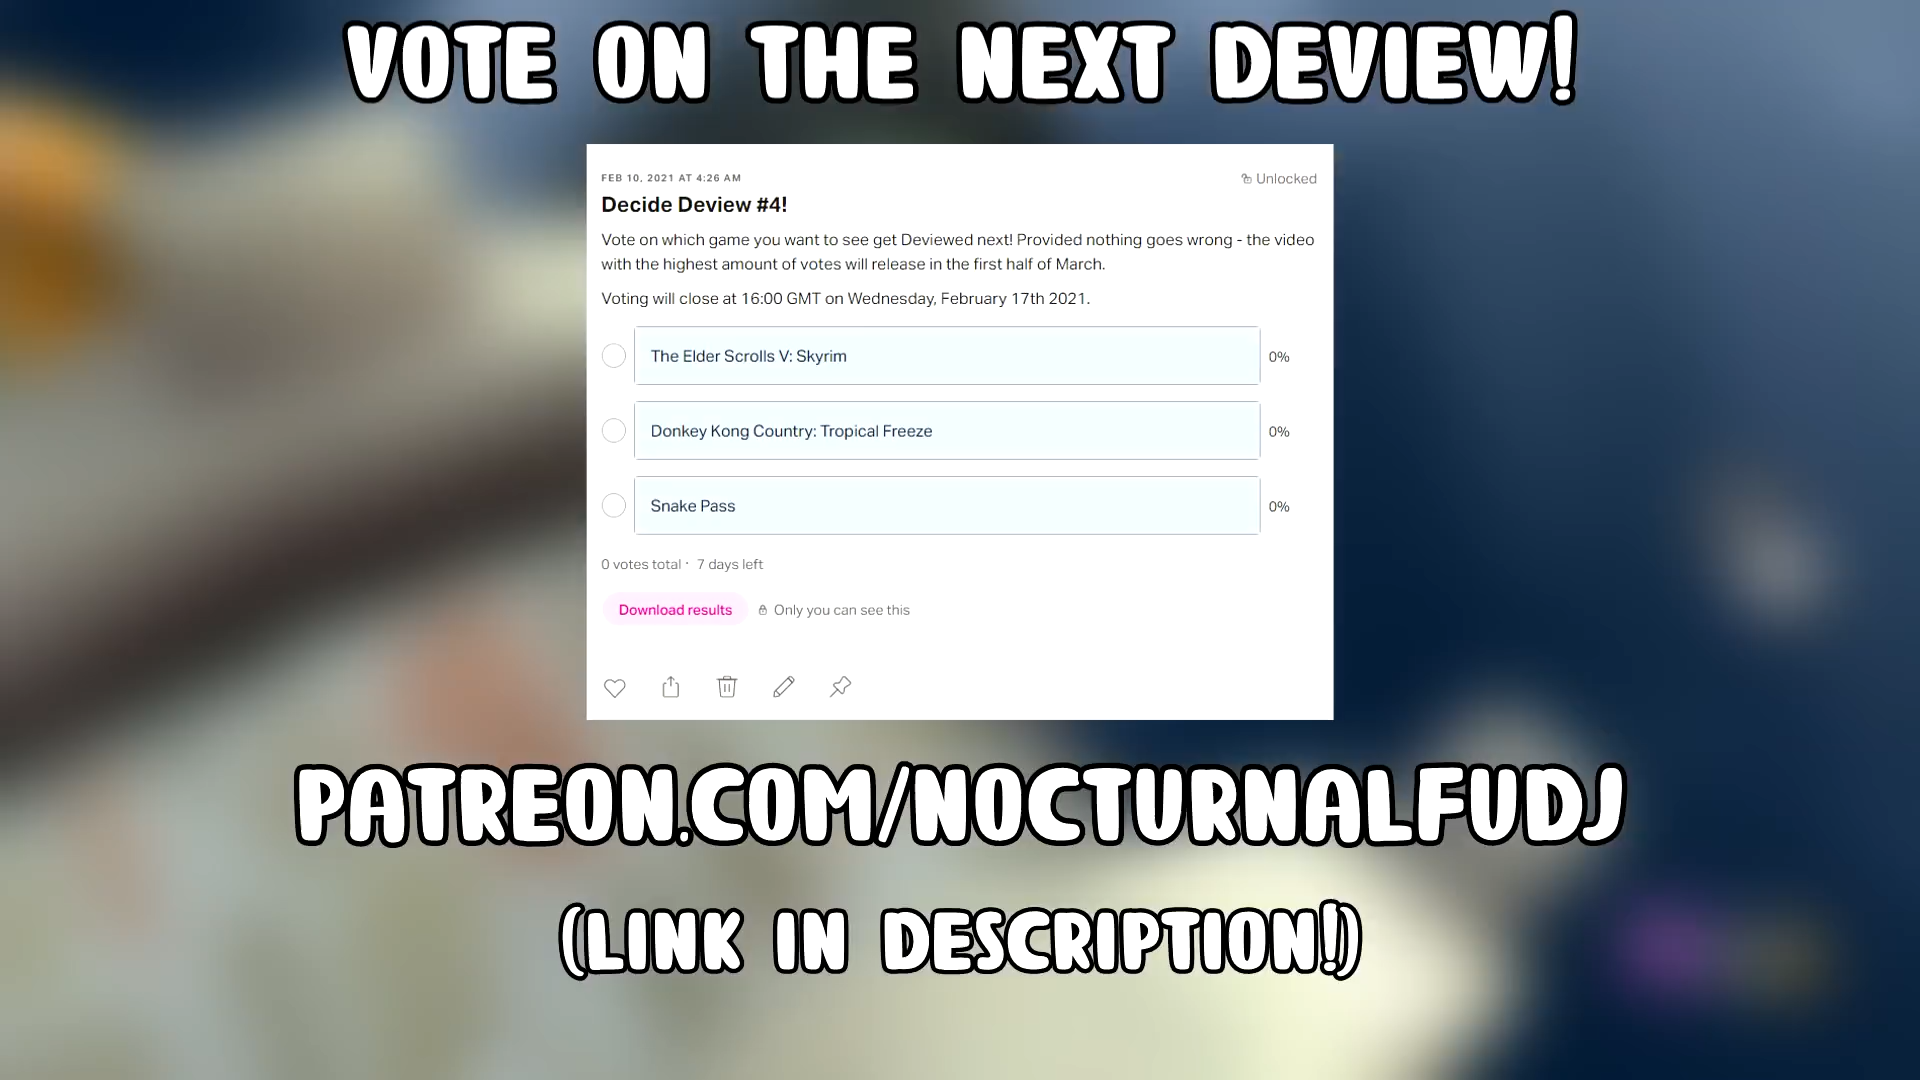 VOTE ON THE NEXT DEVIEW!
FEB 10, 2021 AT 4:26 AM
Unlocked
Decide Deview #4!
Vote on which game you want to see get Deviewed next! Provided nothing goes wrong - the video
with the highest amount of votes will release in the first half of March.
Voting will close at 16:00 GMT on Wednesday, February 17th 2021.
The Elder Scrolls V: Skyrim
0%
Donkey Kong Country: Tropical Freeze
0%
Snake Pass
0%
0 votes total · 7 days left
Download results
Only you can see this
PATREON.COM/NOCTURNALFUDJ
(LINK IN DESCRIPTION!)